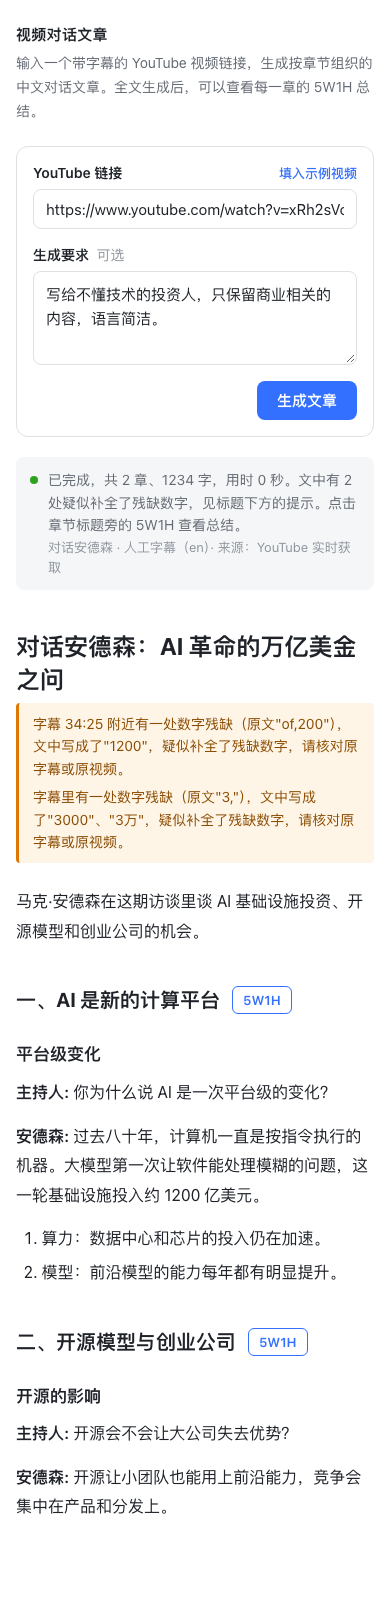 视频对话文章
输入一个带字幕的 YouTube 视频链接，生成按章节组织的
中文对话文章。全文生成后，可以查看每一章的 5W1H 总
结。
YouTube 链接
填入示例视频
https://www.youtube.com/watch?v=xRh2sVc
生成要求 可选
写给不懂技术的投资人，只保留商业相关的
内容，语言简洁。
生成文章
已完成，共 2 章、1234 字，用时 0 秒。文中有 2
处疑似补全了残缺数字，见标题下方的提示。点击
章节标题旁的 5W1H 查看总结。
对话安德森 · 人工字幕（en）· 来源：YouTube 实时获
取
对话安德森：AI 革命的万亿美金
之问
字幕 34:25 附近有一处数字残缺（原文"of,200"），
文中写成了"1200"，疑似补全了残缺数字，请核对原
字幕或原视频。
字幕里有一处数字残缺（原文"3,"），文中写成
了"3000"、"3万"，疑似补全了残缺数字，请核对原
字幕或原视频。
马克·安德森在这期访谈里谈 AI 基础设施投资、开
源模型和创业公司的机会。
一、AI 是新的计算平台 5W1H
平台级变化
主持人: 你为什么说 AI 是一次平台级的变化?
安德森: 过去八十年，计算机一直是按指令执行的
机器。大模型第一次让软件能处理模糊的问题，这
一轮基础设施投入约 1200 亿美元。
1. 算力：数据中心和芯片的投入仍在加速。
2. 模型：前沿模型的能力每年都有明显提升。
二、开源模型与创业公司 5W1H
开源的影响
主持人: 开源会不会让大公司失去优势?
安德森: 开源让小团队也能用上前沿能力，竞争会
集中在产品和分发上。